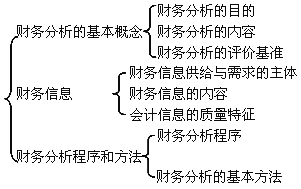 财务分析的基本概念
财务分析的目的
财务分析的内容
财务分析的评价基准
财务信息
财务信息供给与需求的主体
财务信息的内容
会计信息的质量特征
财务分析程序和方法
财务分析程序
财务分析的基本方法